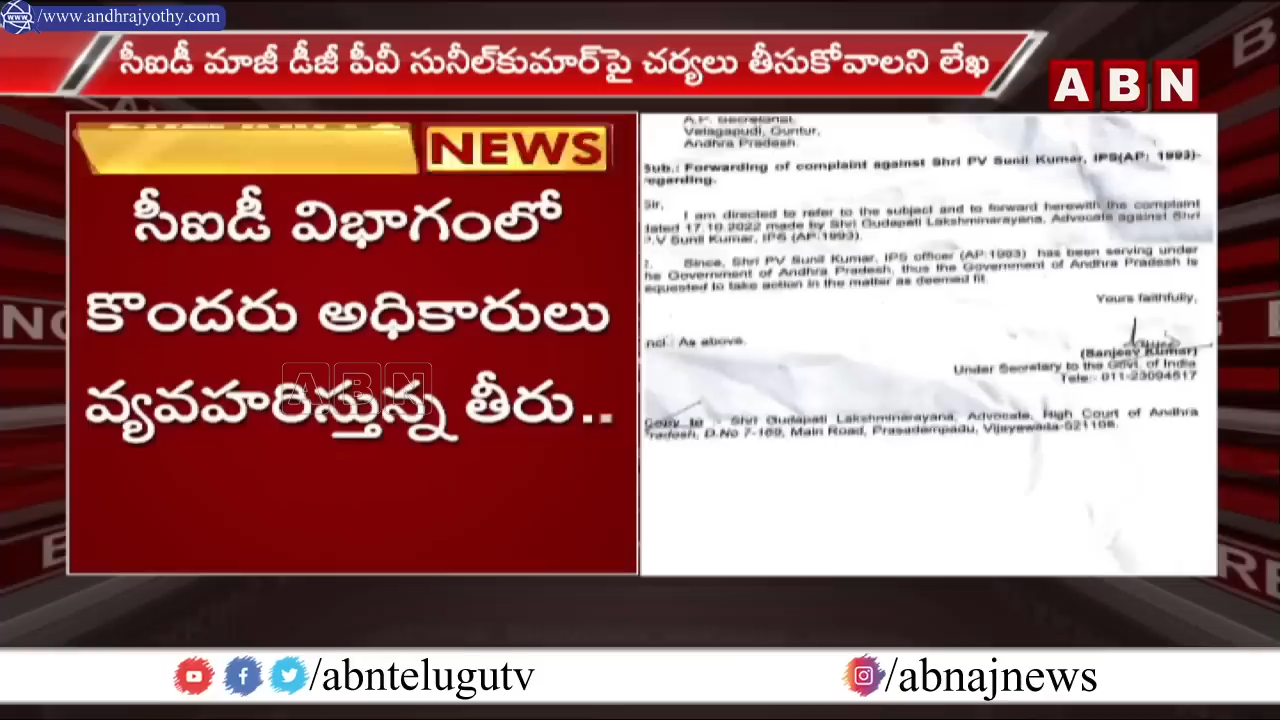 www./www.andhrajyothy.com
సీఐడీ మాజీ డీజీ పీవీ సునీల్‌కుమార్‌పై చర్యలు తీసుకోవాలని లేఖ
ABN
NEWS
సీఐడీ విభాగంలో
కొందరు అధికారులు
వ్యవహరిస్తున్న తీరు..
ABN
A.P. Secretariat,
Velagapudi, Guntur,
Andhra Pradesh.
Sub.: Forwarding of complaint against Shri PV Sunil Kumar, IPS(AP: 1993)-
regarding.
Sir,
I am directed to refer to the subject and to forward herewith the complaint
dated 17.10.2022 made by Shri Gudapati Lakshminarayana, Advocate against Shri
P.V Sunil Kumar, IPS (AP:1993).
2. Since, Shri PV Sunil Kumar, IPS officer (AP:1993) has been serving under
he Government of Andhra Pradesh, thus the Government of Andhra Pradesh is
equested to take action in the matter as deemed fit.
Yours faithfully,
ncl.: As above.
(Sanjeev Kumar)
Under Secretary to the Govt. of India
Tele:- 011-23094517
Copy to :- Shri Gudapati Lakshminarayana, Advocate, High Court of Andhra
Pradesh, D.No 7-169, Main Road, Prasadampadu, Vijayawada-521108.
/abntelugutv
/abnajnews